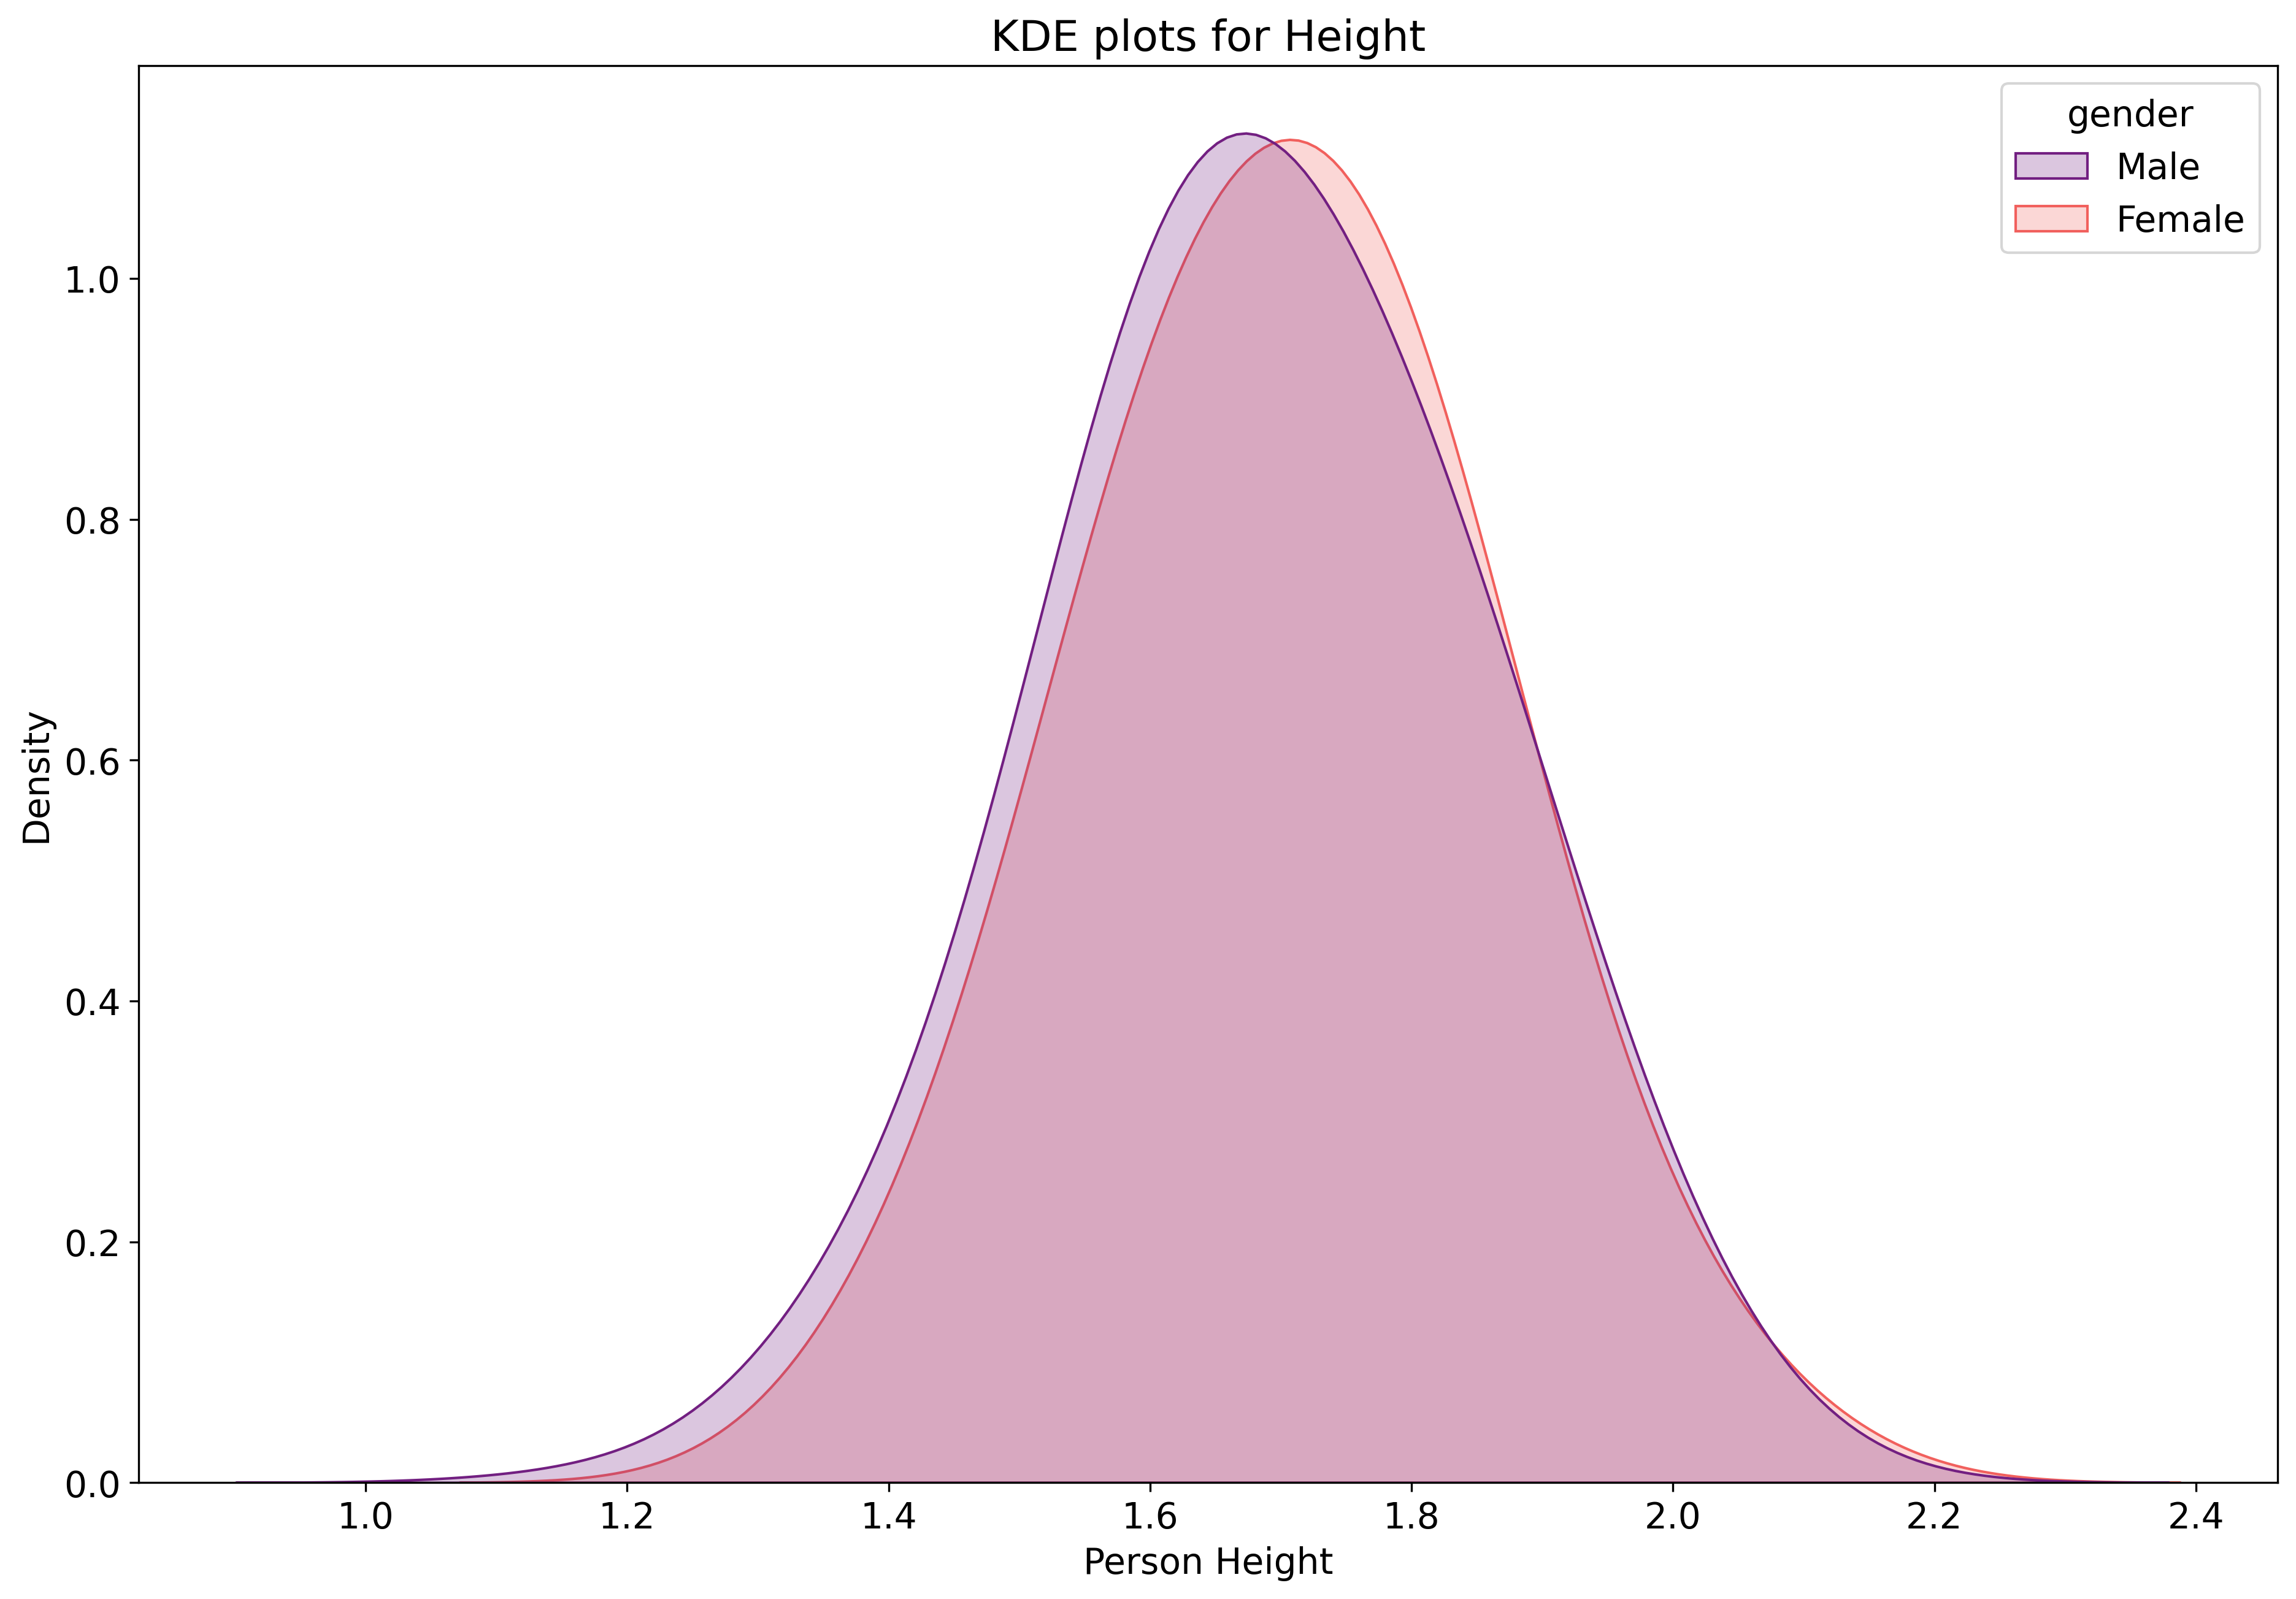 KDE plots for Height
gender
Male
Female
Density
1.0
0.8
0.6
0.4
0.2
0.0
1.0 1.2 1.4 1.6 1.8 2.0 2.2 2.4
Person Height